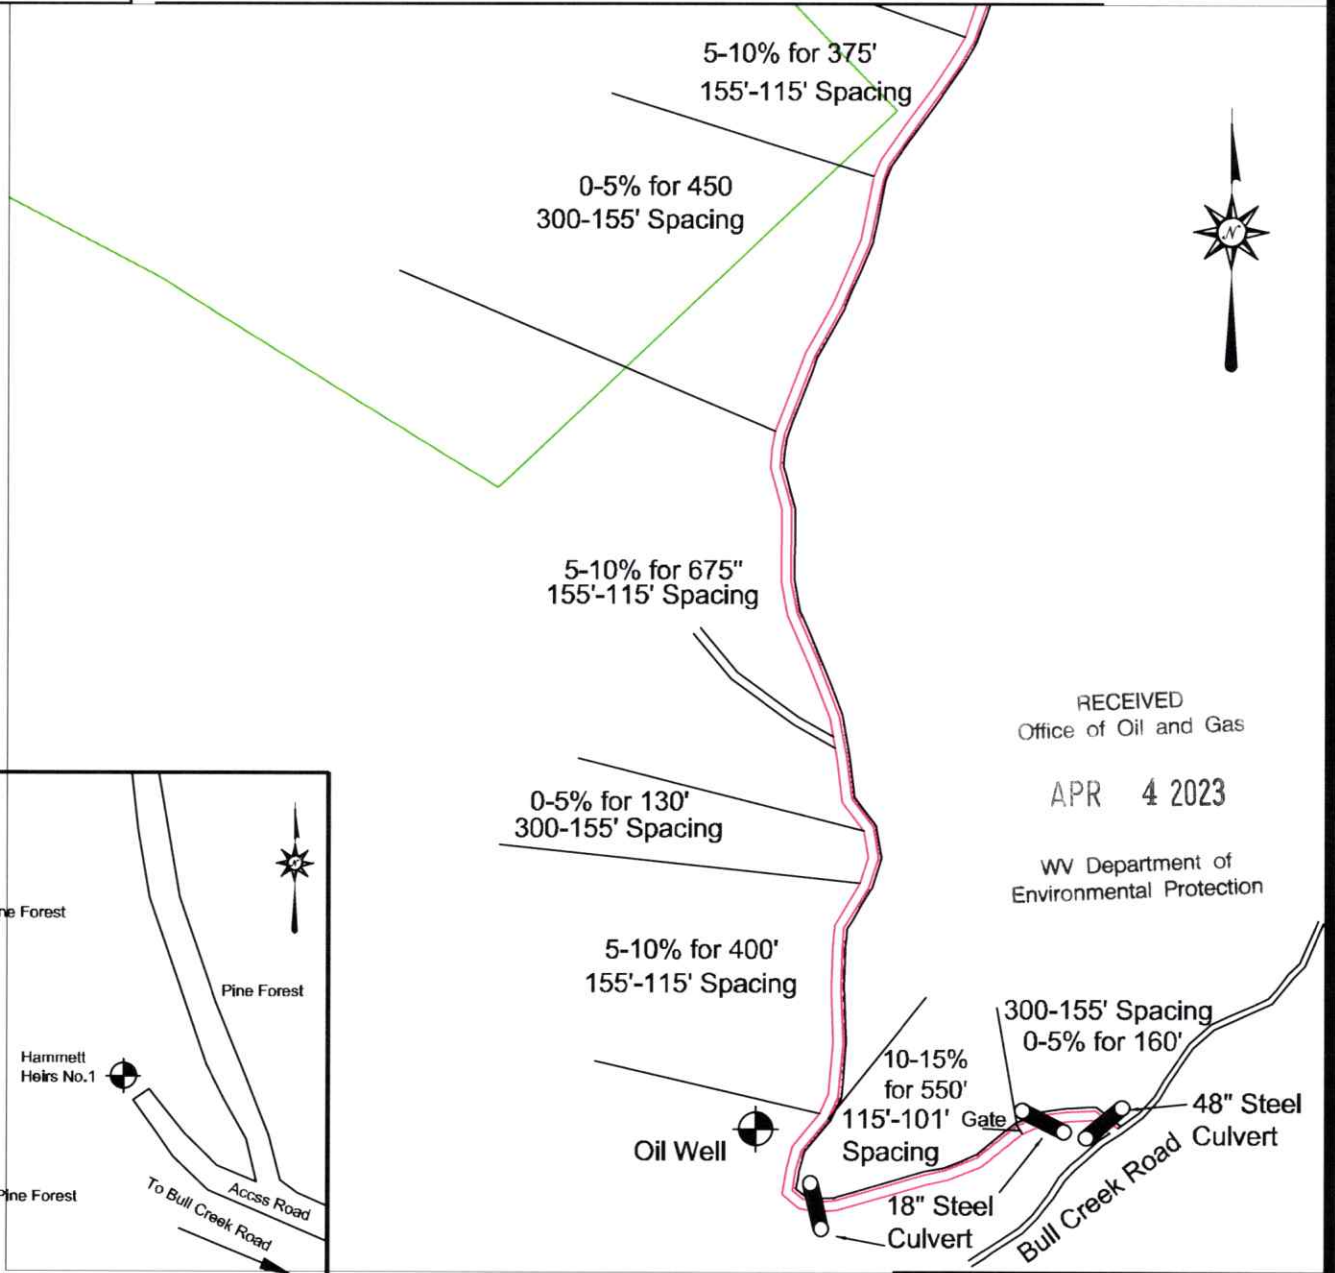 5-10% for 375'
155'-115' Spacing
0-5% for 450
300-155' Spacing
N
5-10% for 675"
155'-115' Spacing
RECEIVED
Office of Oil and Gas
APR 4 2023
WV Department of
Environmental Protection
0-5% for 130'
300-155' Spacing
5-10% for 400'
155'-115' Spacing
300-155' Spacing
0-5% for 160'
10-15%
for 550'
115'-101'
Spacing
Gate
48" Steel
Culvert
Oil Well
18" Steel
Culvert
Bull Creek Road
N
ne Forest
Pine Forest
Hammett
Heirs No.1
Pine Forest
Accss Road
To Bull Creek Road